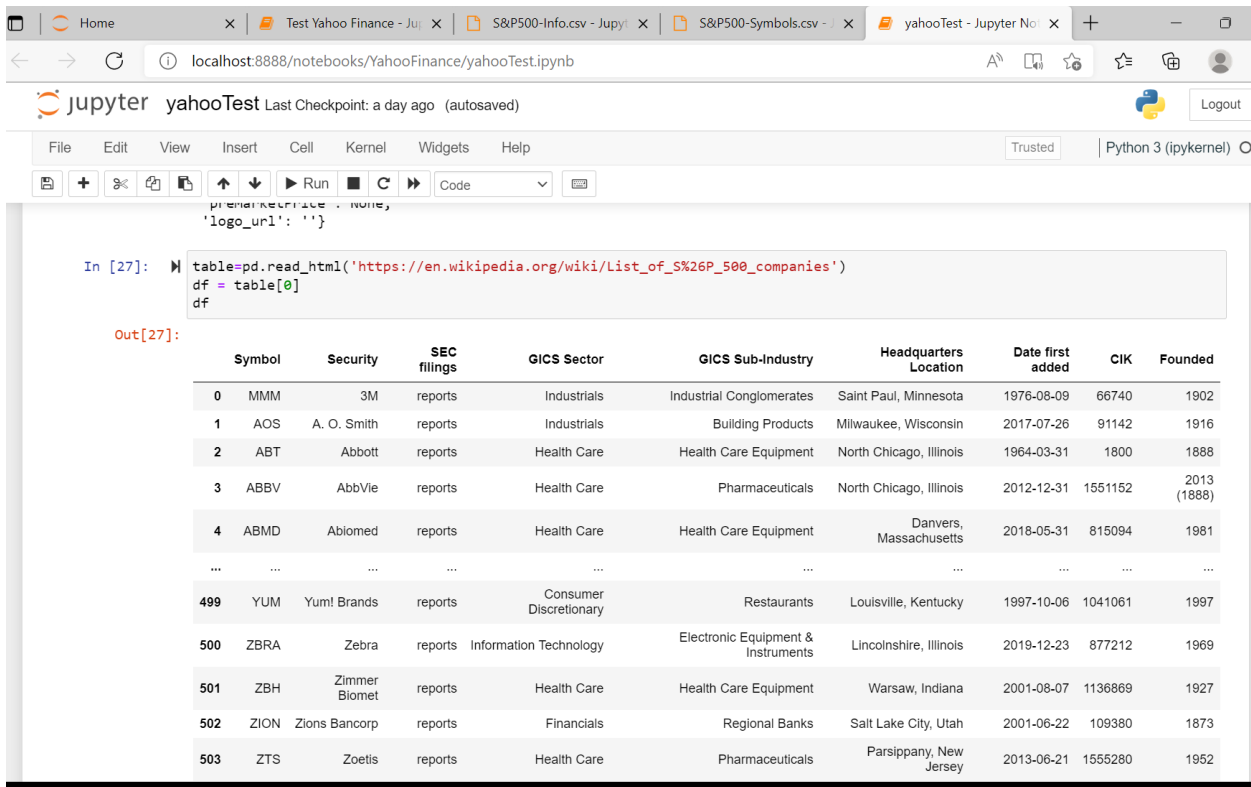 Home
Test Yahoo Finance - Ju
S&P500-Info.csv - Jupyt
S&P500-Symbols.csv - J
yahooTest - Jupyter Not
localhost:8888/notebooks/YahooFinance/yahooTest.ipynb
jupyter yahooTest Last Checkpoint: a day ago (autosaved)
Logout
File Edit View Insert Cell Kernel Widgets Help
Trusted Python 3 (ipykernel)
Run Code
'preMarketPrice': None,
'logo_url': ''}
In [27]: table=pd.read_html('https://en.wikipedia.org/wiki/List_of_S%26P_500_companies')
df = table[0]
df
Out[27]:
Symbol Security SEC filings GICS Sector GICS Sub-Industry Headquarters Location Date first added CIK Founded
0 MMM 3M reports Industrials Industrial Conglomerates Saint Paul, Minnesota 1976-08-09 66740 1902
1 AOS A. O. Smith reports Industrials Building Products Milwaukee, Wisconsin 2017-07-26 91142 1916
2 ABT Abbott reports Health Care Health Care Equipment North Chicago, Illinois 1964-03-31 1800 1888
3 ABBV AbbVie reports Health Care Pharmaceuticals North Chicago, Illinois 2012-12-31 1551152 2013 (1888)
4 ABMD Abiomed reports Health Care Health Care Equipment Danvers, Massachusetts 2018-05-31 815094 1981
... ... ... ... ... ... ... ... ... ...
499 YUM Yum! Brands reports Consumer Discretionary Restaurants Louisville, Kentucky 1997-10-06 1041061 1997
500 ZBRA Zebra reports Information Technology Electronic Equipment & Instruments Lincolnshire, Illinois 2019-12-23 877212 1969
501 ZBH Zimmer Biomet reports Health Care Health Care Equipment Warsaw, Indiana 2001-08-07 1136869 1927
502 ZION Zions Bancorp reports Financials Regional Banks Salt Lake City, Utah 2001-06-22 109380 1873
503 ZTS Zoetis reports Health Care Pharmaceuticals Parsippany, New Jersey 2013-06-21 1555280 1952